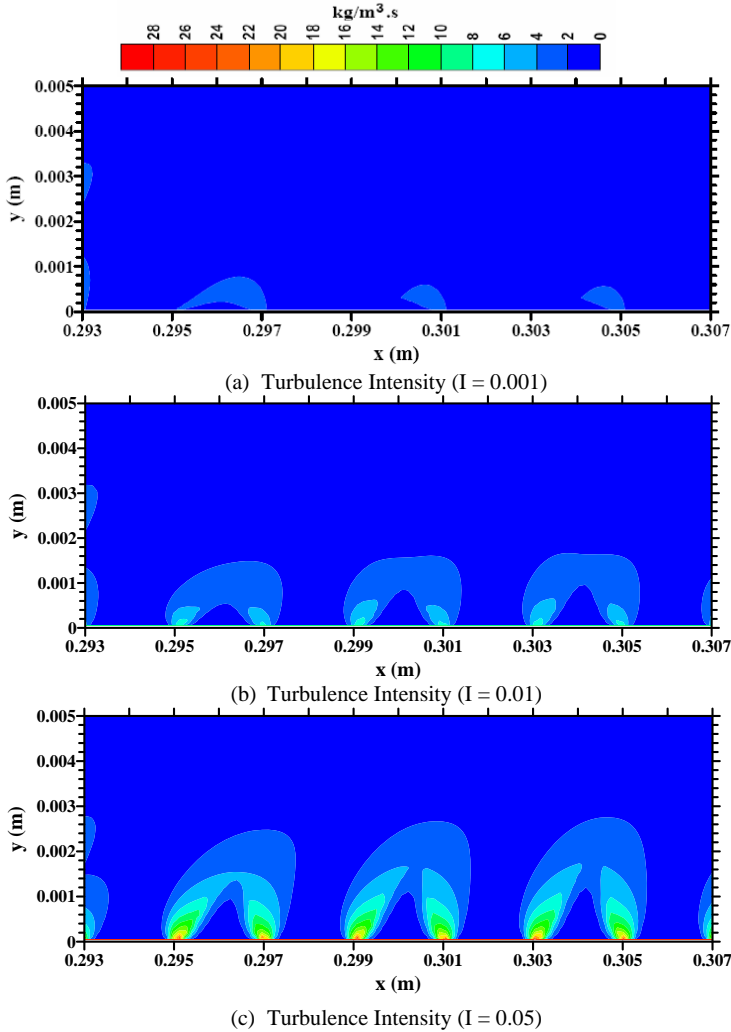 kg/m³.s
28 26 24 22 20 18 16 14 12 10 8 6 4 2 0
0.005
0.004
0.003
0.002
0.001
0
y (m)
0.293 0.295 0.297 0.299 0.301 0.303 0.305 0.307
x (m)
(a) Turbulence Intensity (I = 0.001)
0.005
0.004
0.003
0.002
0.001
0
y (m)
0.293 0.295 0.297 0.299 0.301 0.303 0.305 0.307
x (m)
(b) Turbulence Intensity (I = 0.01)
0.005
0.004
0.003
0.002
0.001
0
y (m)
0.293 0.295 0.297 0.299 0.301 0.303 0.305 0.307
x (m)
(c) Turbulence Intensity (I = 0.05)